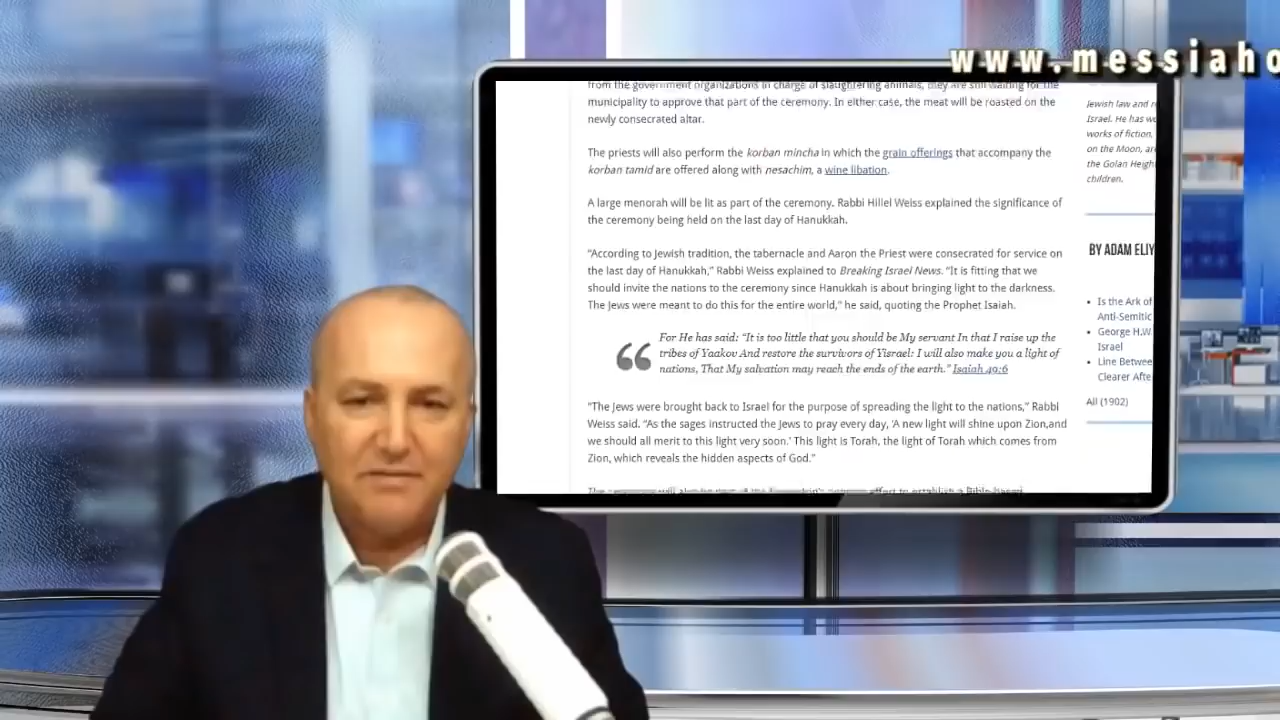 www.messiaho
from the government organizations in charge of slaughtering animals, they are still waiting for the
municipality to approve that part of the ceremony. In either case, the meat will be roasted on the
newly consecrated altar.
The priests will also perform the korban mincha in which the grain offerings that accompany the
korban tamid are offered along with nesachim, a wine libation.
A large menorah will be lit as part of the ceremony. Rabbi Hillel Weiss explained the significance of
the ceremony being held on the last day of Hanukkah.
“According to Jewish tradition, the tabernacle and Aaron the Priest were consecrated for service on
the last day of Hanukkah,” Rabbi Weiss explained to Breaking Israel News. “It is fitting that we
should invite the nations to the ceremony since Hanukkah is about bringing light to the darkness.
The Jews were meant to do this for the entire world,” he said, quoting the Prophet Isaiah.
For He has said: “It is too little that you should be My servant In that I raise up the
tribes of Yaakov And restore the survivors of Yisrael: I will also make you a light of
nations, That My salvation may reach the ends of the earth.” Isaiah 49:6
“The Jews were brought back to Israel for the purpose of spreading the light to the nations,” Rabbi
Weiss said. “As the sages instructed the Jews to pray every day, ‘A new light will shine upon Zion,and
we should all merit to this light very soon.’ This light is Torah, the light of Torah which comes from
Zion, which reveals the hidden aspects of God.”
The will also be part of the effort to establish a Bible-based
Jewish law and r
Israel. He has w
works of fiction,
on the Moon, ar
the Golan Heigh
children.
BY ADAM ELIY
Is the Ark of
Anti-Semitic
George H.W.
Israel
Line Betwee
Clearer Afte
All (1902)